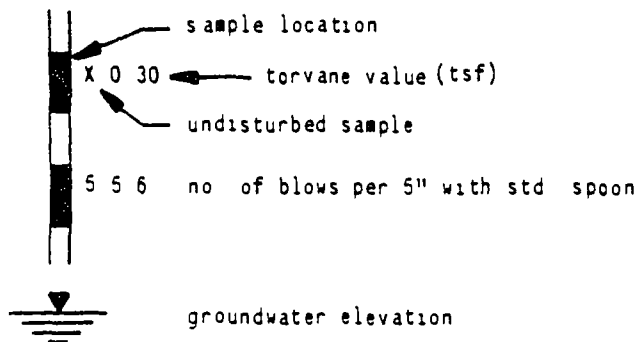 sample location
X 0 30 torvane value (tsf)
undisturbed sample
5 5 6 no of blows per 5" with std spoon
groundwater elevation